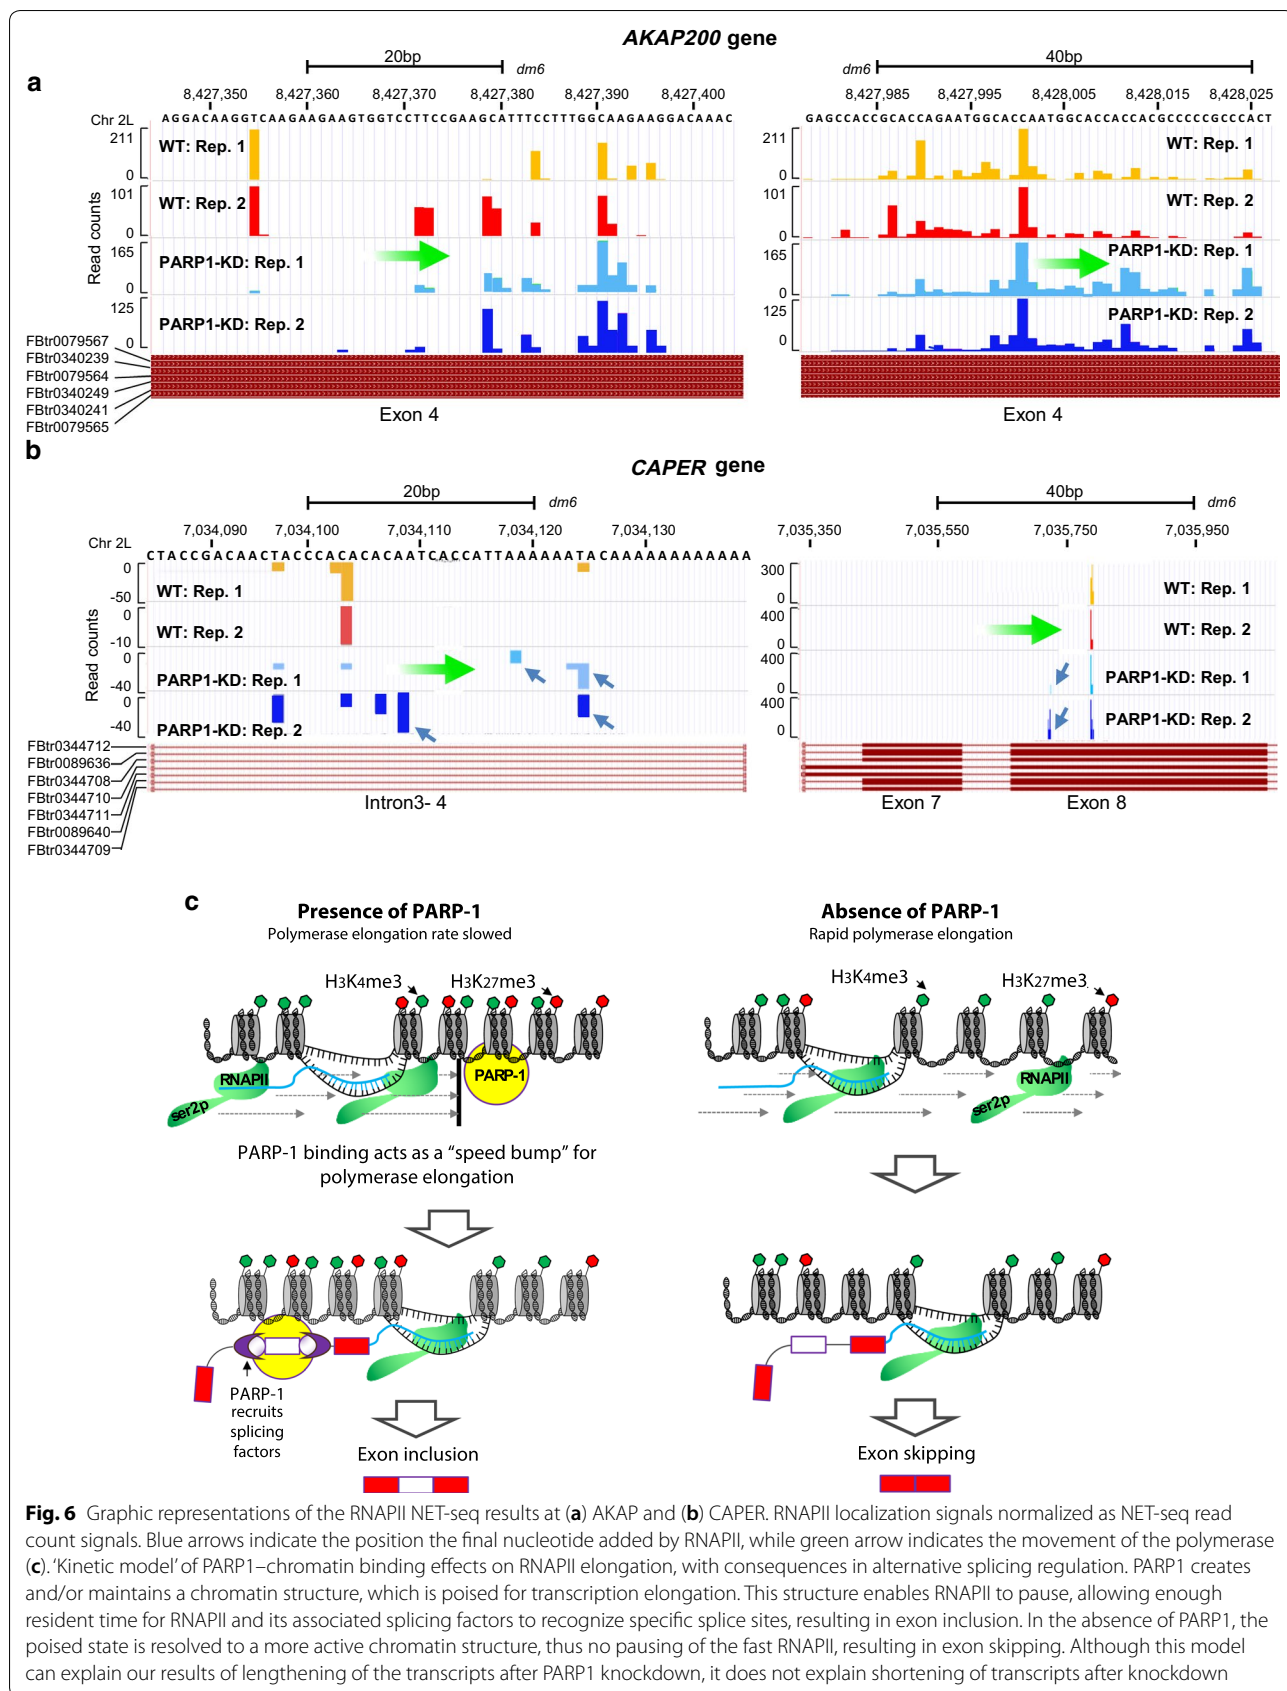 AKAP200 gene
a
20bp
dm6
dm6
40bp
8,427,350 8,427,360 8,427,370 8,427,380 8,427,390 8,427,400
8,427,985 8,427,995 8,428,005 8,428,015 8,428,025
Chr 2L
AGGACAAGGTCAAGAAGAAGTGGTCCTTCCGAAGCATTTCCTTTGGCAAGAAGGACAAAC
GAGCCACCGCACCAGAATGGCACCAATGGCACCACCACGCCCCCGCCCACT
Read counts
211
0
WT: Rep. 1
101
0
WT: Rep. 2
165
0
PARP1-KD: Rep. 1
125
0
PARP1-KD: Rep. 2
211
0
WT: Rep. 1
101
0
WT: Rep. 2
165
0
PARP1-KD: Rep. 1
125
0
PARP1-KD: Rep. 2
FBtr0079567
FBtr0340239
FBtr0079564
FBtr0340249
FBtr0340241
FBtr0079565
Exon 4
Exon 4
b
CAPER gene
20bp
dm6
40bp
dm6
7,034,090 7,034,100 7,034,110 7,034,120 7,034,130
7,035,350 7,035,550 7,035,750 7,035,950
Chr 2L
CTACCGACAACTACCCACACACAATCACCATTAAAAAATACAAAAAAAAAAAA
Read counts
0
-50
WT: Rep. 1
0
-10
WT: Rep. 2
0
-40
PARP1-KD: Rep. 1
0
-40
PARP1-KD: Rep. 2
300
0
WT: Rep. 1
400
0
WT: Rep. 2
400
0
PARP1-KD: Rep. 1
400
0
PARP1-KD: Rep. 2
FBtr0344712
FBtr0089636
FBtr0344708
FBtr0344710
FBtr0344711
FBtr0089640
FBtr0344709
Intron3- 4
Exon 7
Exon 8
c
Presence of PARP-1
Polymerase elongation rate slowed
H3K4me3
H3K27me3
RNAPII
ser2p
PARP-1
PARP-1 binding acts as a “speed bump” for
polymerase elongation
PARP-1
recruits
splicing
factors
Exon inclusion
Absence of PARP-1
Rapid polymerase elongation
H3K4me3
H3K27me3
RNAPII
ser2p
Exon skipping
Fig. 6 Graphic representations of the RNAPII NET-seq results at (a) AKAP and (b) CAPER. RNAPII localization signals normalized as NET-seq read
count signals. Blue arrows indicate the position the final nucleotide added by RNAPII, while green arrow indicates the movement of the polymerase
(c). ‘Kinetic model’ of PARP1–chromatin binding effects on RNAPII elongation, with consequences in alternative splicing regulation. PARP1 creates
and/or maintains a chromatin structure, which is poised for transcription elongation. This structure enables RNAPII to pause, allowing enough
resident time for RNAPII and its associated splicing factors to recognize specific splice sites, resulting in exon inclusion. In the absence of PARP1, the
poised state is resolved to a more active chromatin structure, thus no pausing of the fast RNAPII, resulting in exon skipping. Although this model
can explain our results of lengthening of the transcripts after PARP1 knockdown, it does not explain shortening of transcripts after knockdown